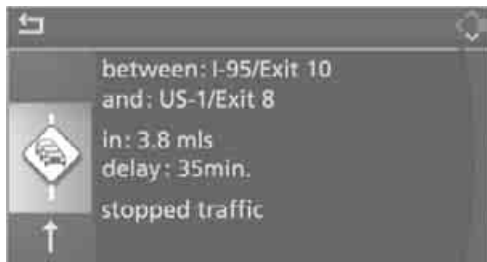 between: I-95/Exit 10
and: US-1/Exit 8
in: 3.8 mls
delay: 35min.
stopped traffic